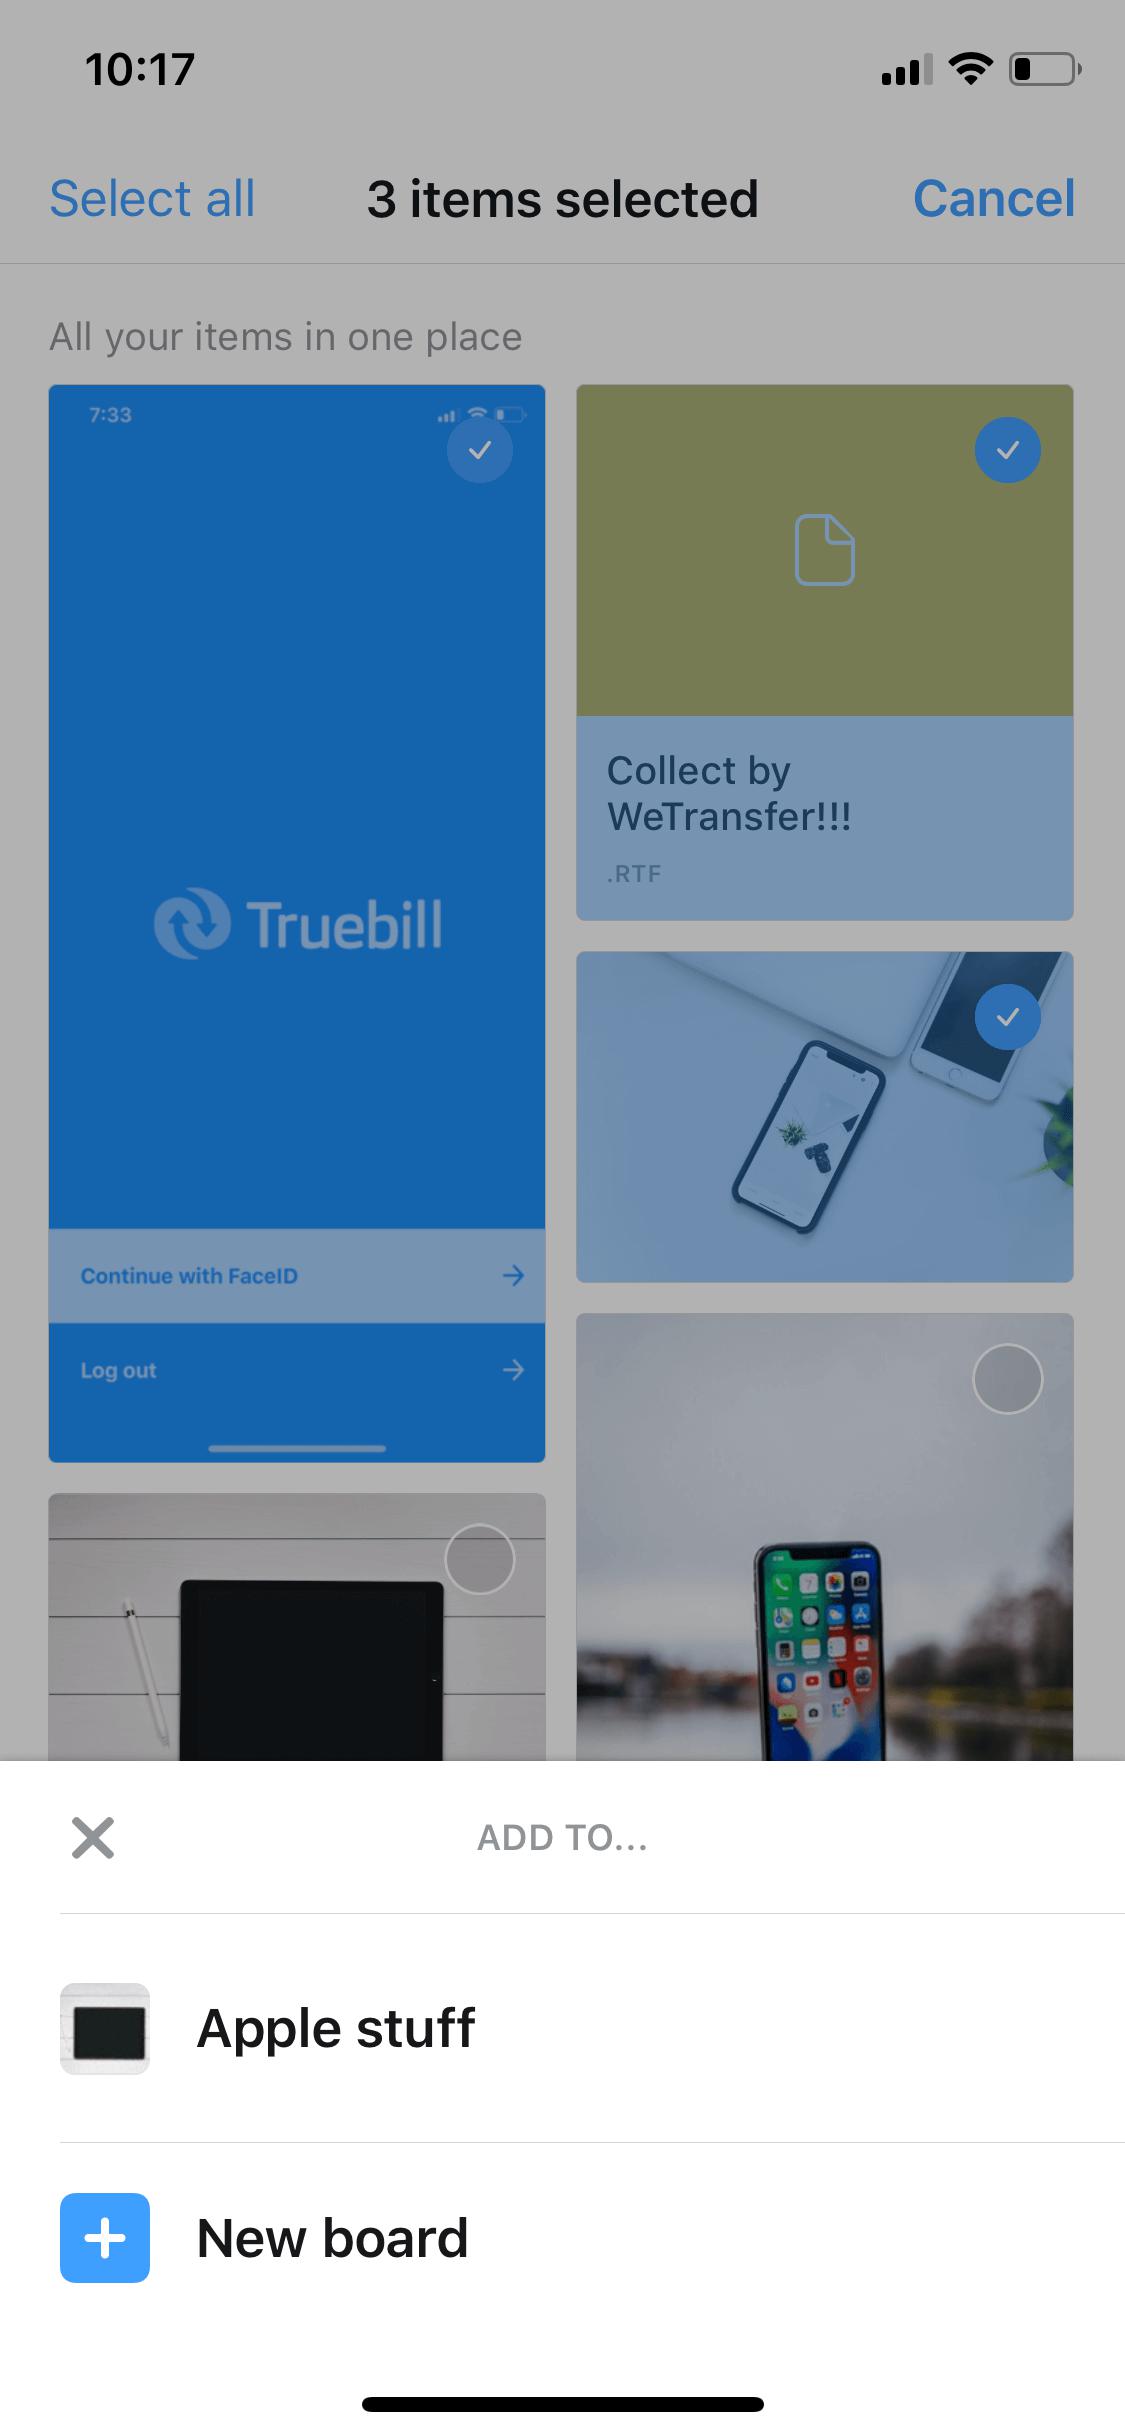 10:17
Select all
3 items selected
Cancel
All your items in one place
7:33
Truebill
Continue with FaceID
Log out
Collect by
WeTransfer!!!
.RTF
ADD TO...
Apple stuff
New board